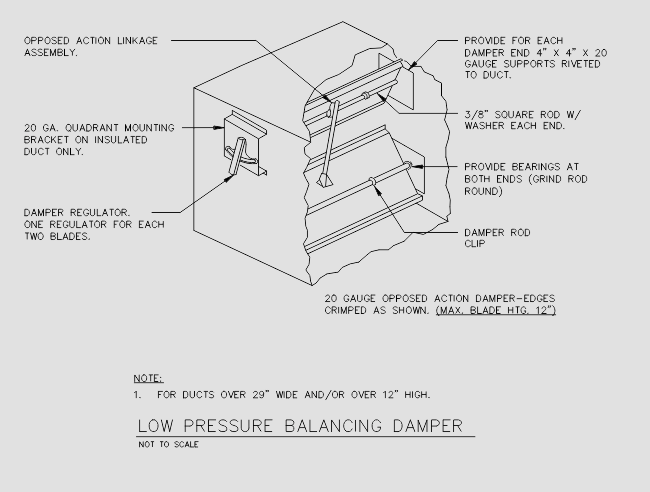 OPPOSED ACTION LINKAGE
ASSEMBLY.
20 GA. QUADRANT MOUNTING
BRACKET ON INSULATED
DUCT ONLY.
DAMPER REGULATOR.
ONE REGULATOR FOR EACH
TWO BLADES.
PROVIDE FOR EACH
DAMPER END 4" X 4" X 20
GAUGE SUPPORTS RIVETED
TO DUCT.
3/8" SQUARE ROD W/
WASHER EACH END.
PROVIDE BEARINGS AT
BOTH ENDS (GRIND ROD
ROUND)
DAMPER ROD
CLIP
20 GAUGE OPPOSED ACTION DAMPER-EDGES
CRIMPED AS SHOWN. (MAX. BLADE HTG. 12")
NOTE:
1. FOR DUCTS OVER 29" WIDE AND/OR OVER 12" HIGH.
LOW PRESSURE BALANCING DAMPER
NOT TO SCALE